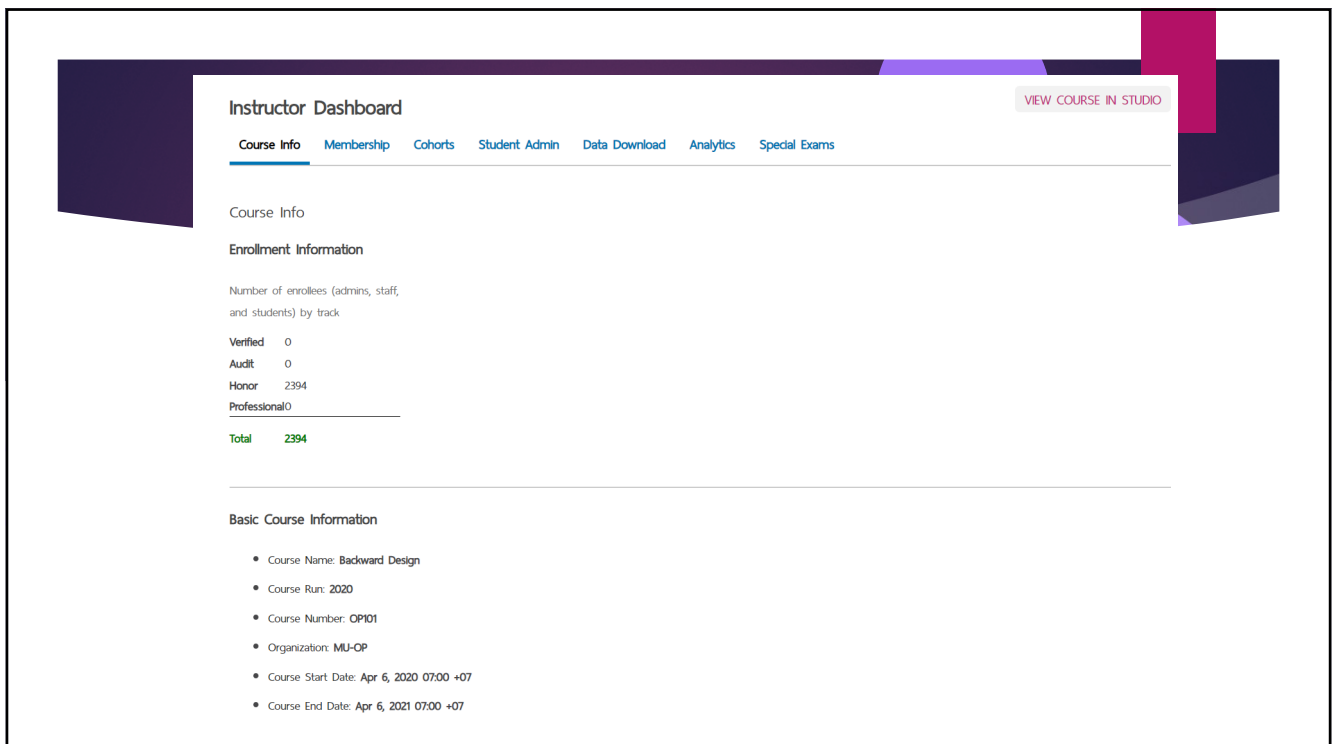 Instructor Dashboard
VIEW COURSE IN STUDIO
Course Info Membership Cohorts Student Admin Data Download Analytics Special Exams
Course Info
Enrollment Information
Number of enrollees (admins, staff,
and students) by track
Verified 0
Audit 0
Honor 2394
Professional0
Total 2394
Basic Course Information
Course Name: Backward Design
Course Run: 2020
Course Number: OP101
Organization: MU-OP
Course Start Date: Apr 6, 2020 07:00 +07
Course End Date: Apr 6, 2021 07:00 +07